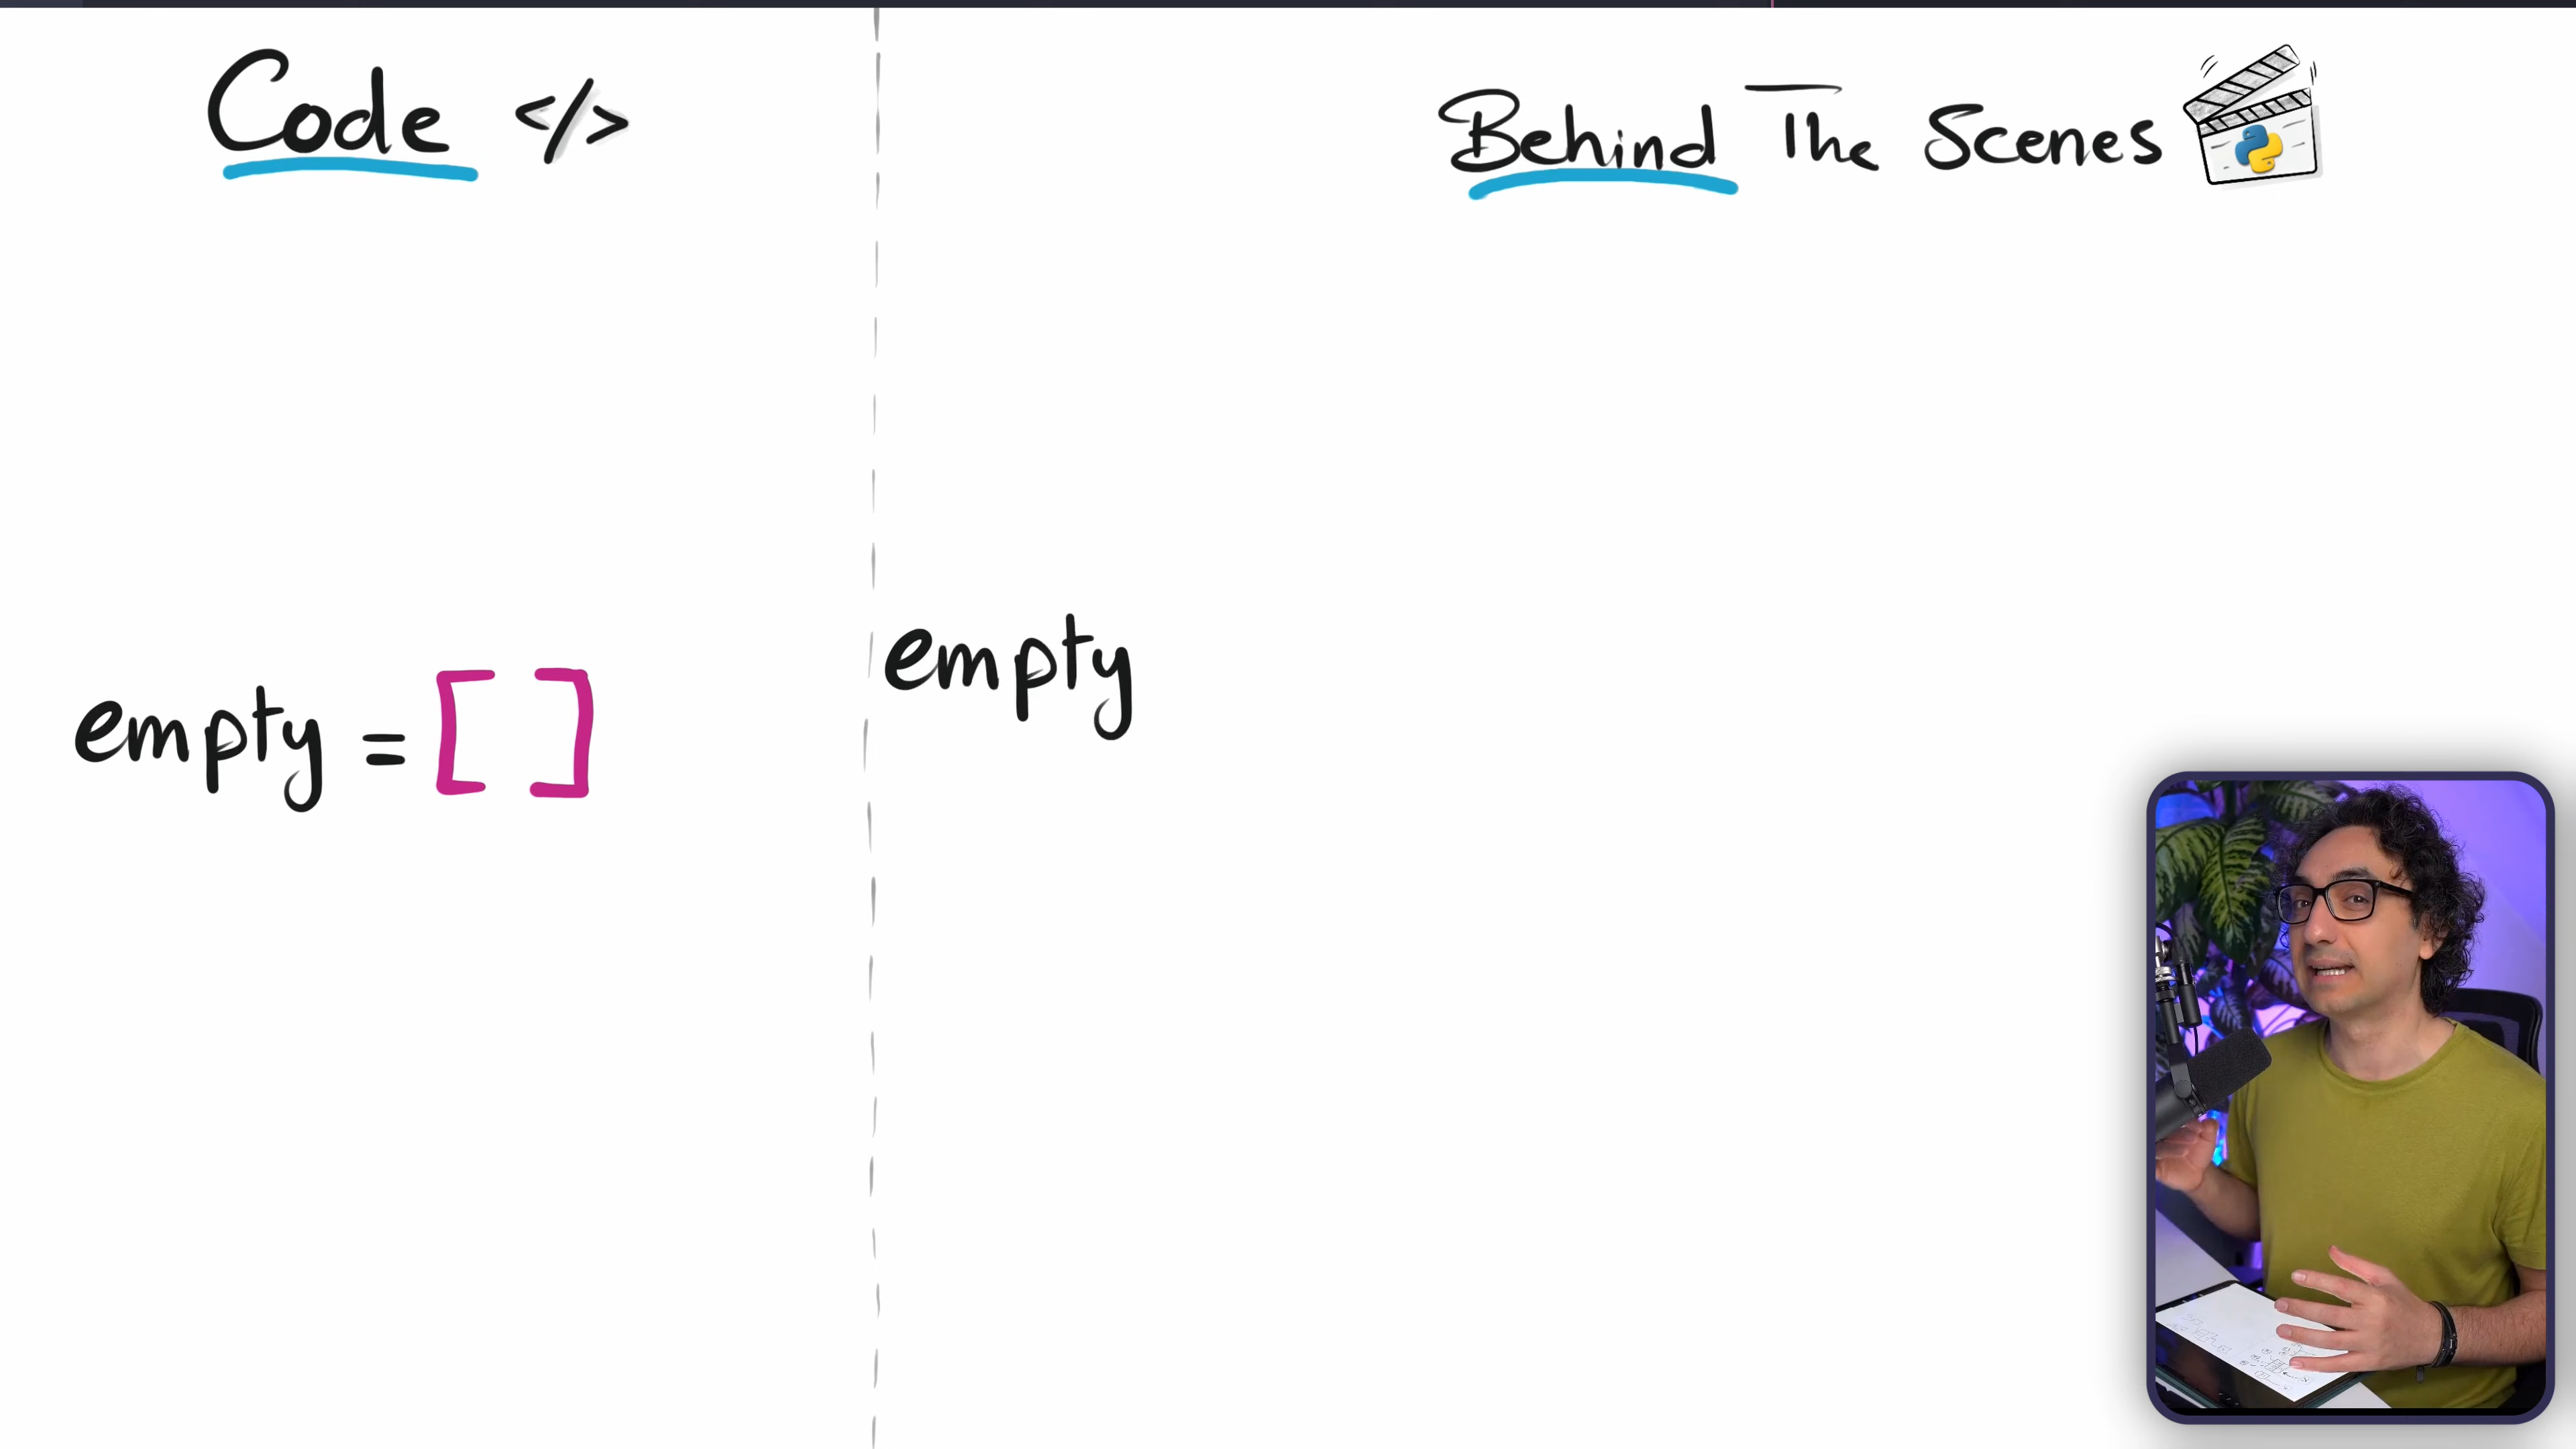 Code </>
Behind The Scenes
empty = [ ]
empty